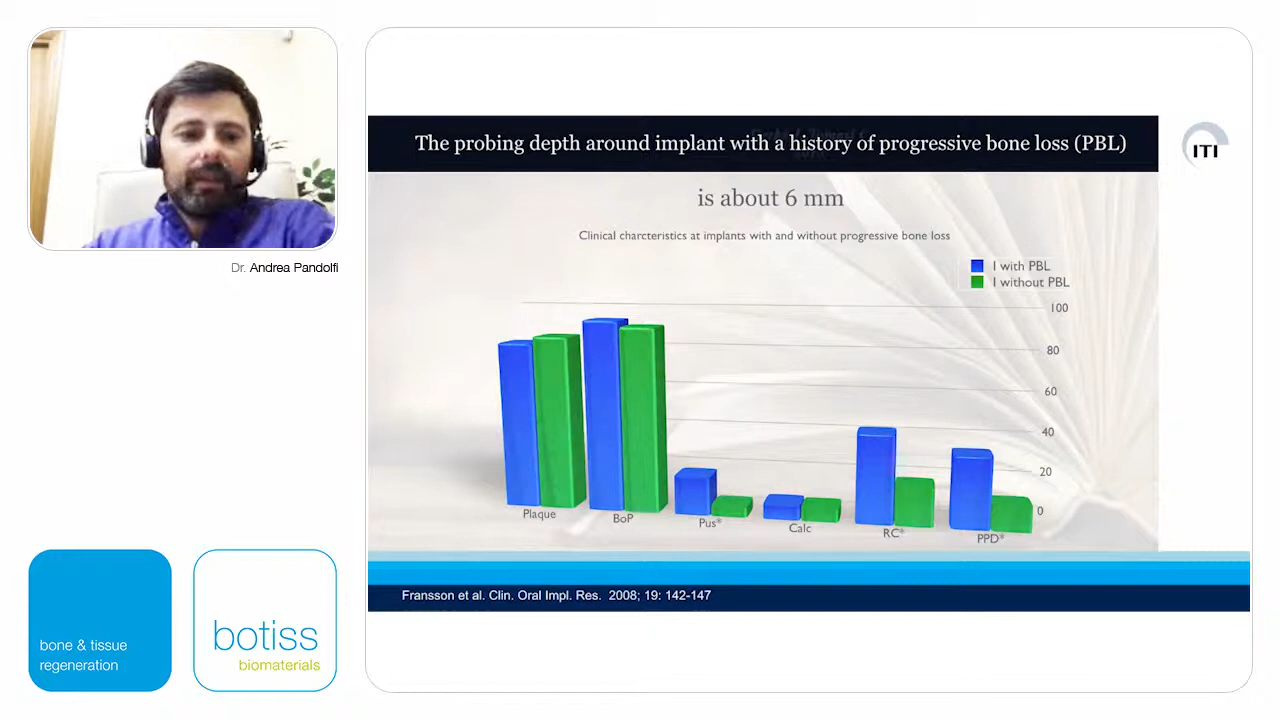 The probing depth around implant with a history of progressive bone loss (PBL)
ITI
is about 6 mm
Clinical charcteristics at implants with and without progressive bone loss
I with PBL
I without PBL
100
80
60
40
20
0
Plaque
BoP
Pus*
Calc
RC*
PPD*
Fransson et al. Clin. Oral Impl. Res. 2008; 19: 142-147
Dr. Andrea Pandolfi
bone & tissue
regeneration
botiss
biomaterials